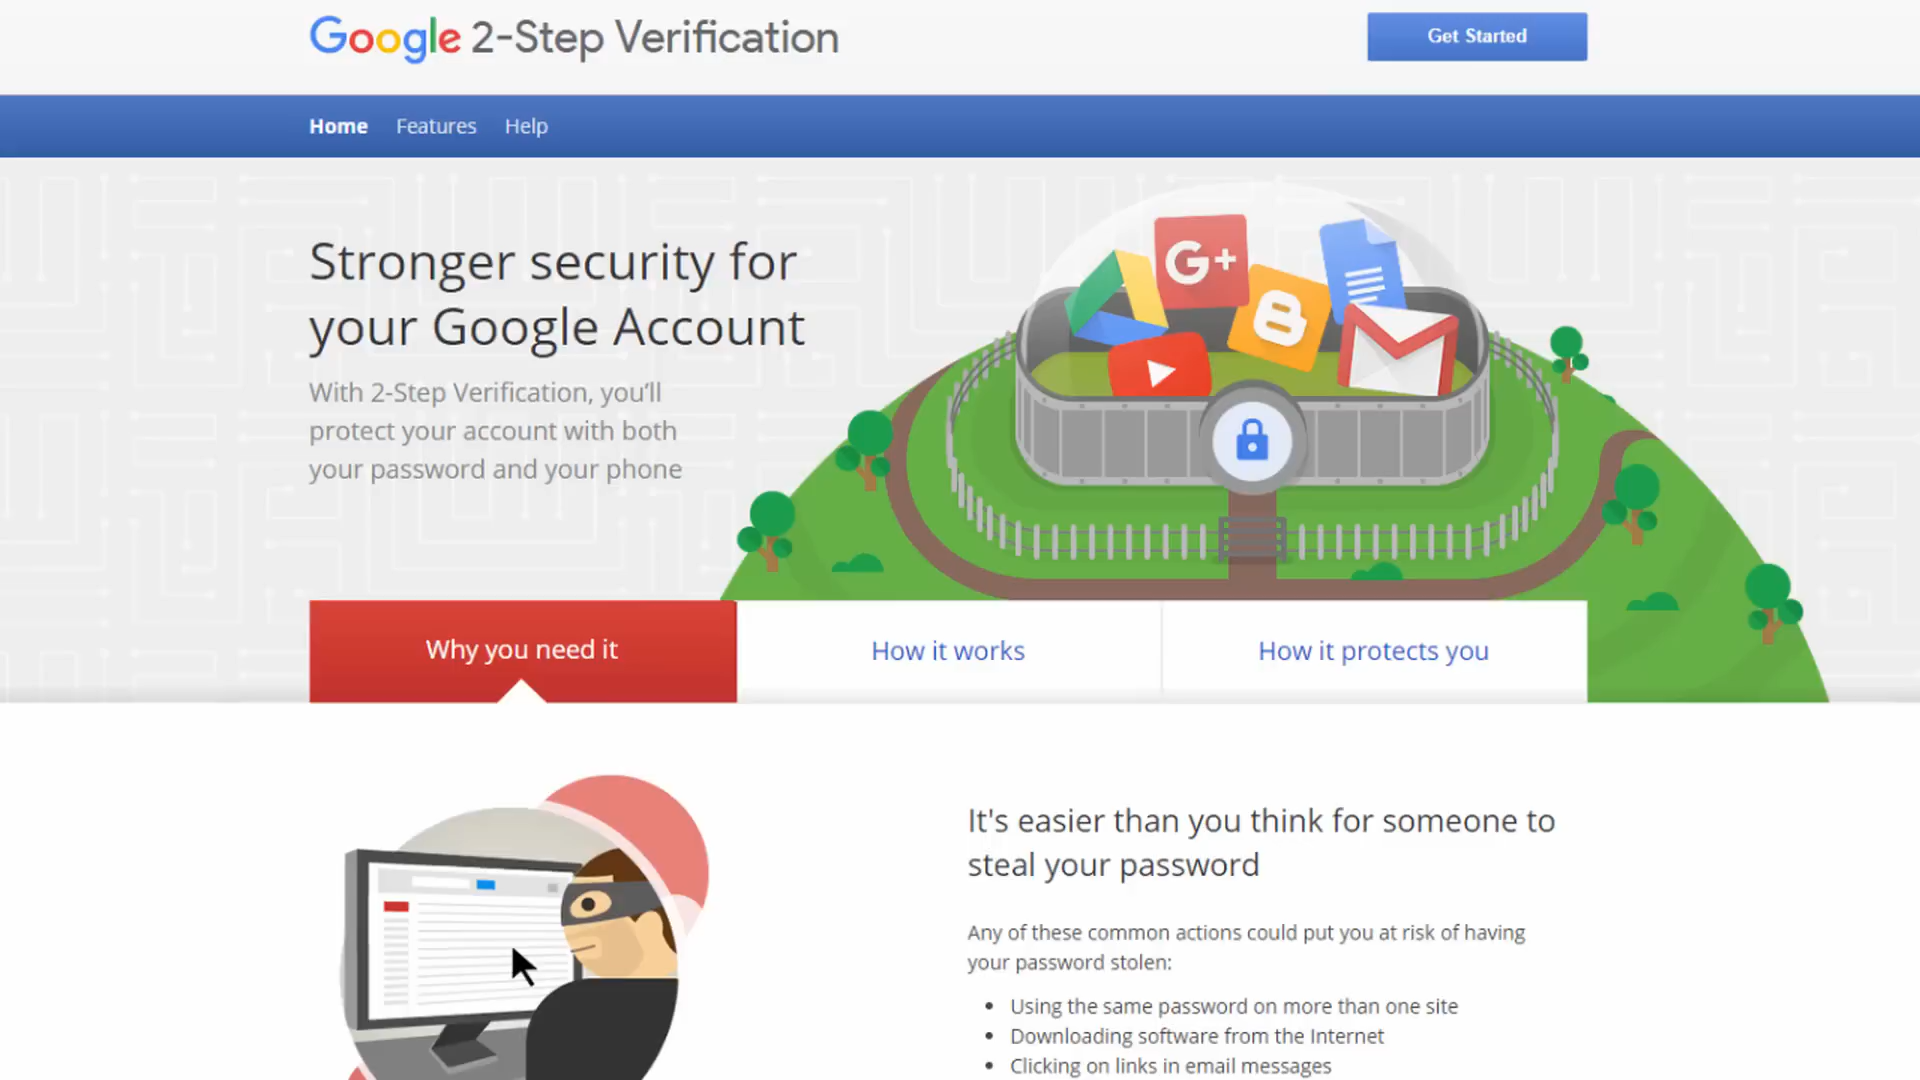 Google 2-Step Verification
Get Started
Home Features Help
Stronger security for
your Google Account
With 2-Step Verification, you'll
protect your account with both
your password and your phone
G+
Why you need it
How it works
How it protects you
It's easier than you think for someone to
steal your password
Any of these common actions could put you at risk of having
your password stolen:
• Using the same password on more than one site
• Downloading software from the Internet
• Clicking on links in email messages